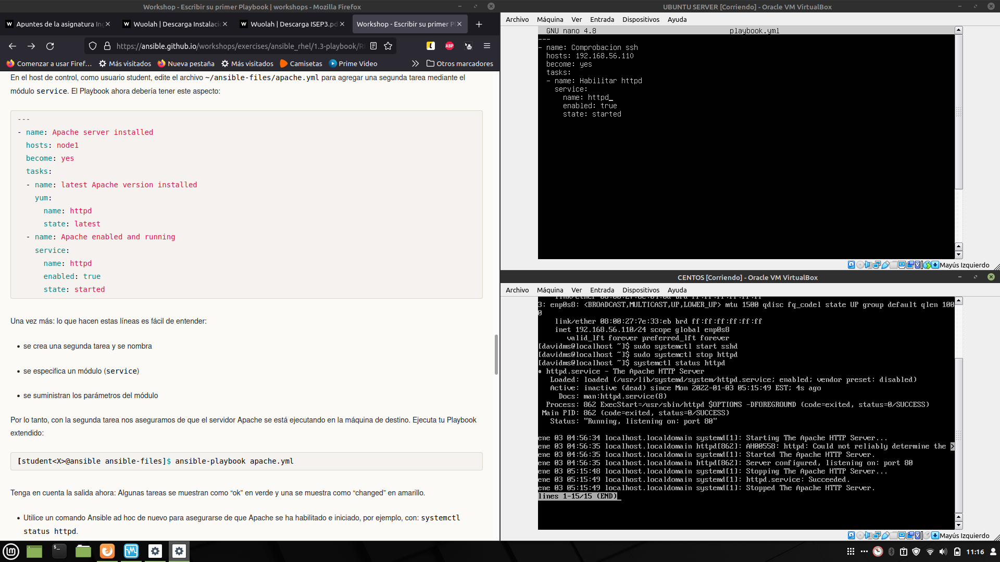 Workshop - Escribir su primer Playbook | workshops - Mozilla Firefox
Apuntes de la asignatura In
Wuolah | Descarga Instalaci
Wuolah | Descarga ISEP3.pd
Workshop - Escribir su primer P
https://ansible.github.io/workshops/exercises/ansible_rhel/1.3-playbook/R
ABP
Comenzar a usar Firef...
Más visitados
Nueva pestaña
Más visitados
Camisetas
Prime Video
Otros marcadores
En el host de control, como usuario student, edite el archivo ~/ansible-files/apache.yml para agregar una segunda tarea mediante el
módulo service. El Playbook ahora debería tener este aspecto:
---
- name: Apache server installed
hosts: node1
become: yes
tasks:
- name: latest Apache version installed
yum:
name: httpd
state: latest
- name: Apache enabled and running
service:
name: httpd
enabled: true
state: started
Una vez más: lo que hacen estas líneas es fácil de entender:
• se crea una segunda tarea y se nombra
• se especifica un módulo (service)
• se suministran los parámetros del módulo
Por lo tanto, con la segunda tarea nos aseguramos de que el servidor Apache se está ejecutando en la máquina de destino. Ejecuta tu Playbook
extendido:
[student<X>@ansible ansible-files]$ ansible-playbook apache.yml
Tenga en cuenta la salida ahora: Algunas tareas se muestran como “ok” en verde y una se muestra como “changed” en amarillo.
• Utilice un comando Ansible ad hoc de nuevo para asegurarse de que Apache se ha habilitado e iniciado, por ejemplo, con: systemctl
status httpd.
UBUNTU SERVER [Corriendo] - Oracle VM VirtualBox
Archivo Máquina Ver Entrada Dispositivos Ayuda
GNU nano 4.8 playbook.yml
---
- name: Comprobacion ssh
hosts: 192.168.56.110
become: yes
tasks:
- name: Habilitar httpd
service:
name: httpd_
enabled: true
state: started
Mayús Izquierdo
CENTOS [Corriendo] - Oracle VM VirtualBox
Archivo Máquina Ver Entrada Dispositivos Ayuda
3: enp0s8: <BROADCAST,MULTICAST,UP,LOWER_UP> mtu 1500 qdisc fq_codel state UP group default qlen 100
0
link/ether 08:00:27:7e:33:eb brd ff:ff:ff:ff:ff:ff
inet 192.168.56.110/24 scope global enp0s8
valid_lft forever preferred_lft forever
[davidms@localhost ~]$ sudo systemctl start sshd
[davidms@localhost ~]$ sudo systemctl stop httpd
[davidms@localhost ~]$ systemctl status httpd
• httpd.service - The Apache HTTP Server
Loaded: loaded (/usr/lib/systemd/system/httpd.service; enabled; vendor preset: disabled)
Active: inactive (dead) since Mon 2022-01-03 05:15:49 EST; 4s ago
Docs: man:httpd.service(8)
Process: 862 ExecStart=/usr/sbin/httpd $OPTIONS -DFOREGROUND (code=exited, status=0/SUCCESS)
Main PID: 862 (code=exited, status=0/SUCCESS)
Status: "Running, listening on: port 80"
ene 03 04:56:34 localhost.localdomain systemd[1]: Starting The Apache HTTP Server...
ene 03 04:56:35 localhost.localdomain httpd[862]: AH00558: httpd: Could not reliably determine the >
ene 03 04:56:35 localhost.localdomain systemd[1]: Started The Apache HTTP Server.
ene 03 04:56:35 localhost.localdomain httpd[862]: Server configured, listening on: port 80
ene 03 05:15:48 localhost.localdomain systemd[1]: Stopping The Apache HTTP Server...
ene 03 05:15:49 localhost.localdomain systemd[1]: httpd.service: Succeeded.
ene 03 05:15:49 localhost.localdomain systemd[1]: Stopped The Apache HTTP Server.
lines 1-15/15 (END)
Mayús Izquierdo
11:16